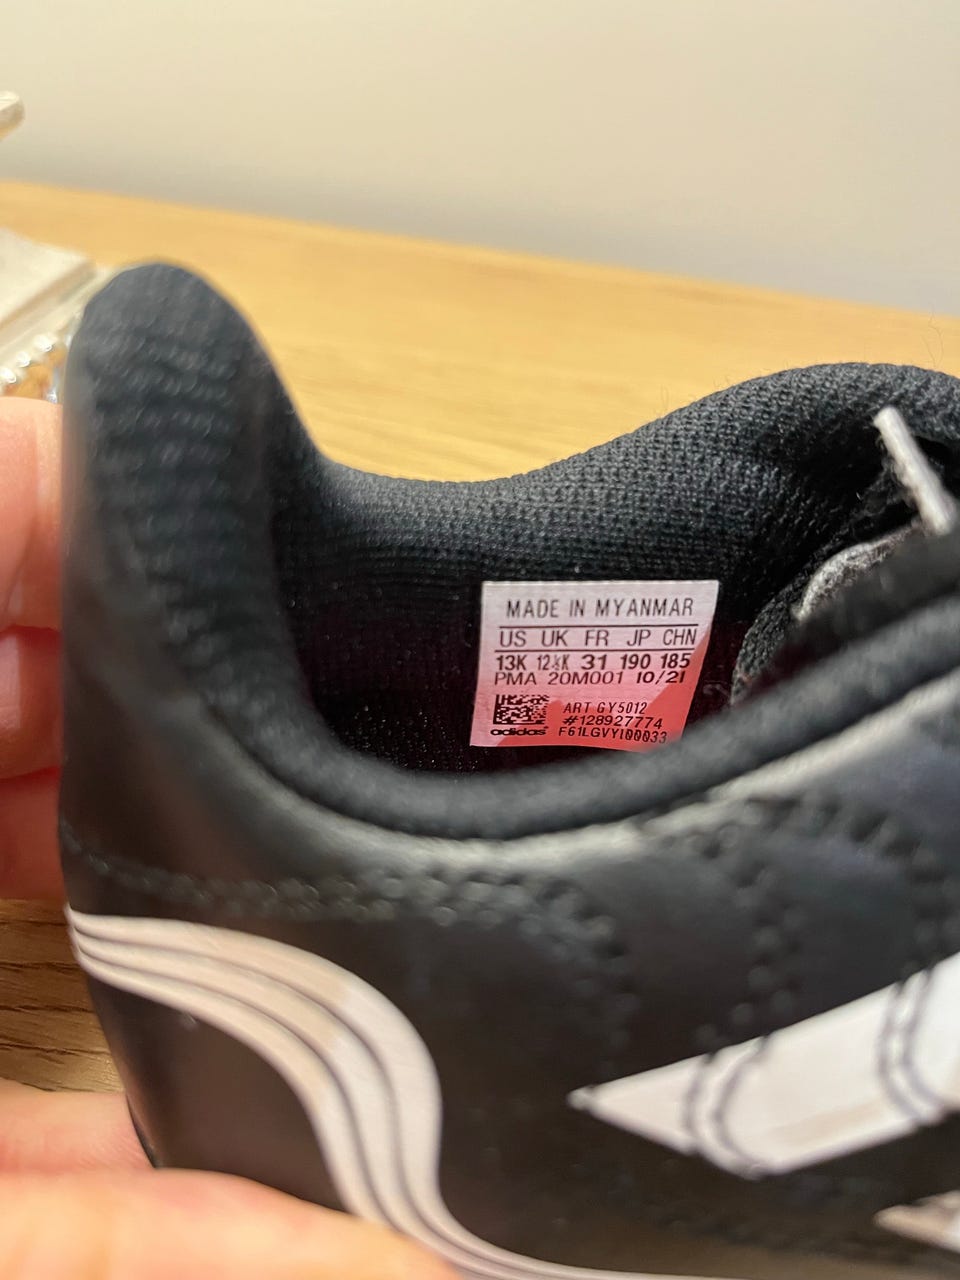 MADE IN MYANMAR
US UK FR JP CHN
13K 12½K 31 190 185
PMA 20M001 10/21
ART GY5012
#128927774
adidas F61LGVYI00033